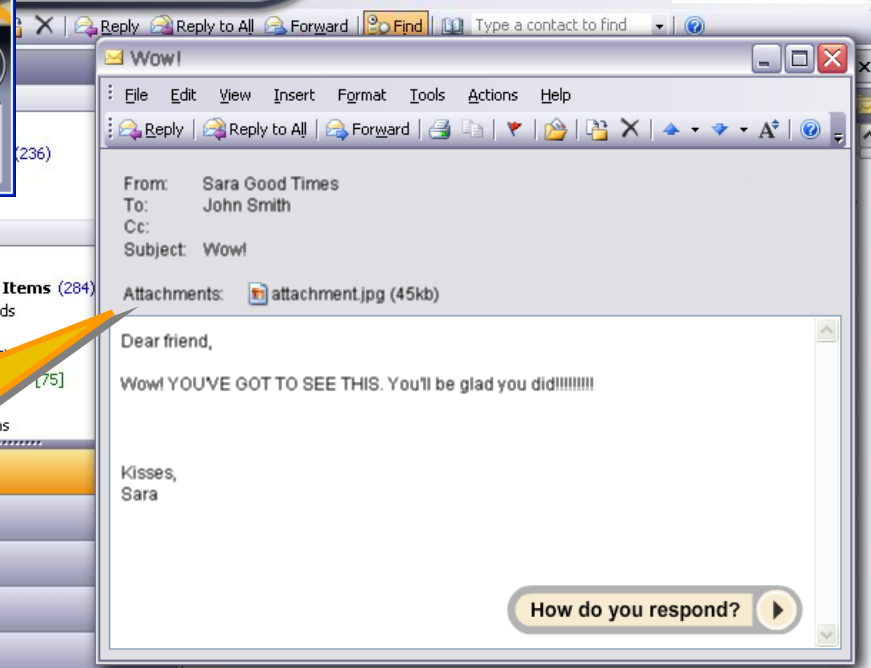 Reply Reply to All Forward Find Type a contact to find
Wow!
File Edit View Insert Format Tools Actions Help
Reply Reply to All Forward
(236)
From: Sara Good Times
To: John Smith
Cc:
Subject: Wow!
Items (284)
Attachments: attachment.jpg (45kb)
Dear friend,
Wow! YOU'VE GOT TO SEE THIS. You'll be glad you did!!!!!!!!!
[75]
Kisses,
Sara
How do you respond?